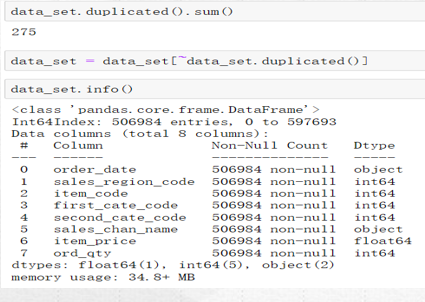 data_set.duplicated().sum()
275
data_set = data_set[~data_set.duplicated()]
data_set.info()
<class 'pandas.core.frame.DataFrame'>
Int64Index: 506984 entries, 0 to 597693
Data columns (total 8 columns):
 #   Column             Non-Null Count   Dtype
---  ------             --------------   -----
 0   order_date         506984 non-null  object
 1   sales_region_code  506984 non-null  int64
 2   item_code          506984 non-null  int64
 3   first_cate_code    506984 non-null  int64
 4   second_cate_code   506984 non-null  int64
 5   sales_chan_name    506984 non-null  object
 6   item_price         506984 non-null  float64
 7   ord_qty            506984 non-null  int64
dtypes: float64(1), int64(5), object(2)
memory usage: 34.8+ MB